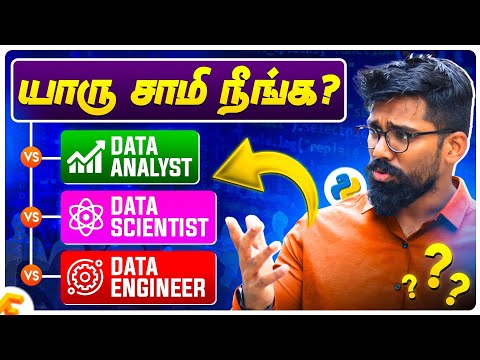 யாரு சாமி நீங்க?
VS
DATA
ANALYST
VS
DATA
SCIENTIST
VS
DATA
ENGINEER
? ? ?